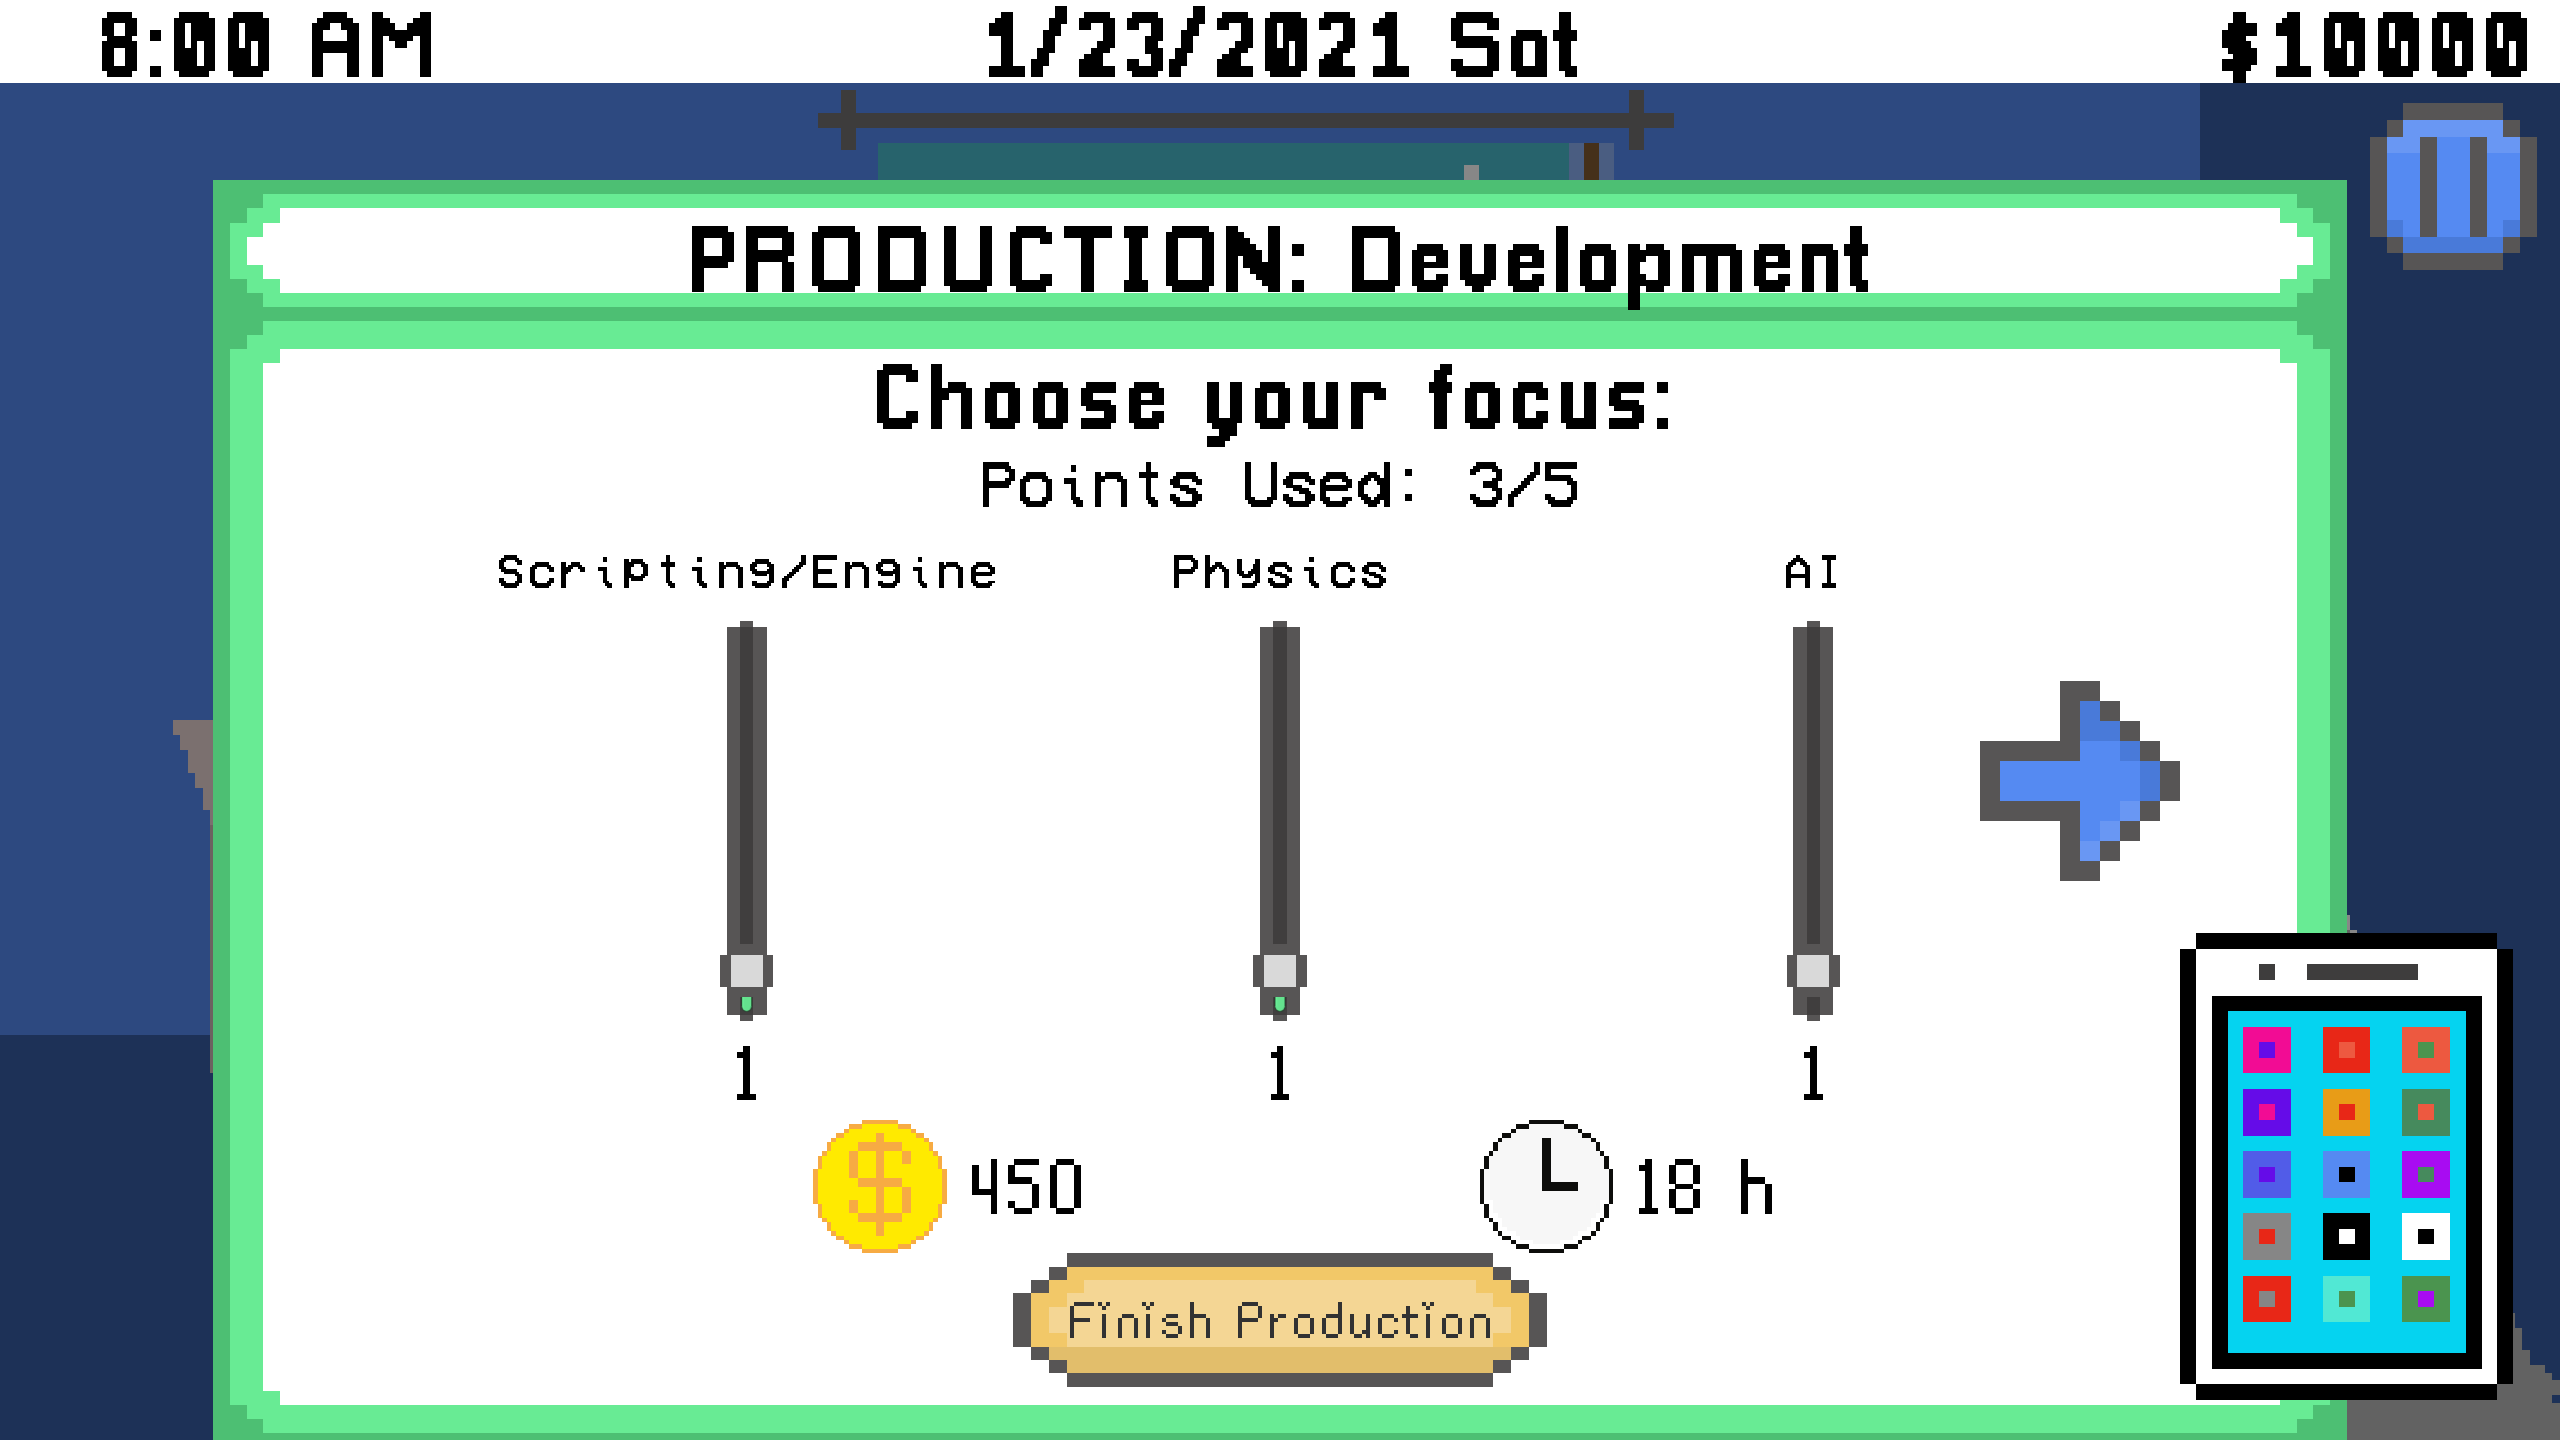 8:00 AM
1/23/2021 Sat
$10000
PRODUCTION: Development
Choose your focus:
Points Used: 3/5
Scripting/Engine
Physics
AI
1
1
1
$ 450
18 h
Finish Production